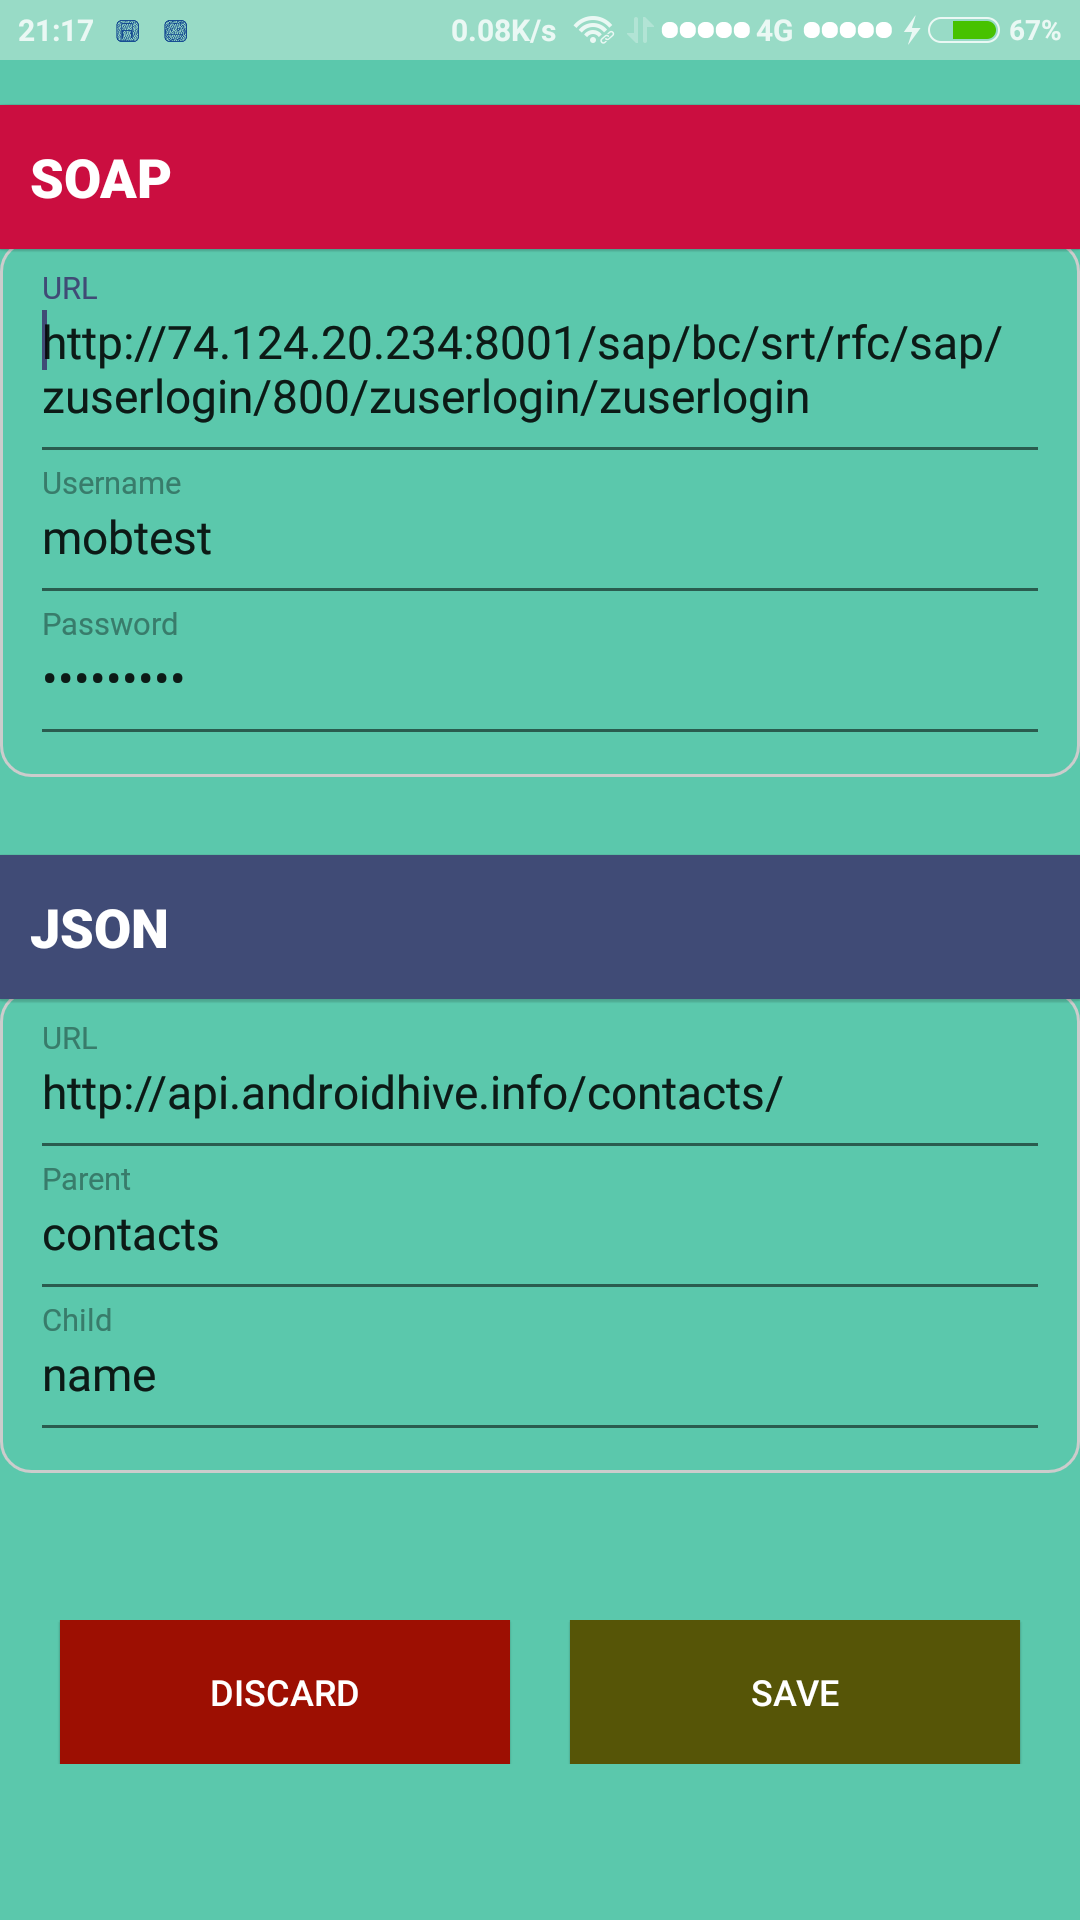 21:17 0.08K/s 4G 67%
SOAP
URL
http://74.124.20.234:8001/sap/bc/srt/rfc/sap/
zuserlogin/800/zuserlogin/zuserlogin
Username
mobtest
Password
•••••••••
JSON
URL
http://api.androidhive.info/contacts/
Parent
contacts
Child
name
DISCARD SAVE